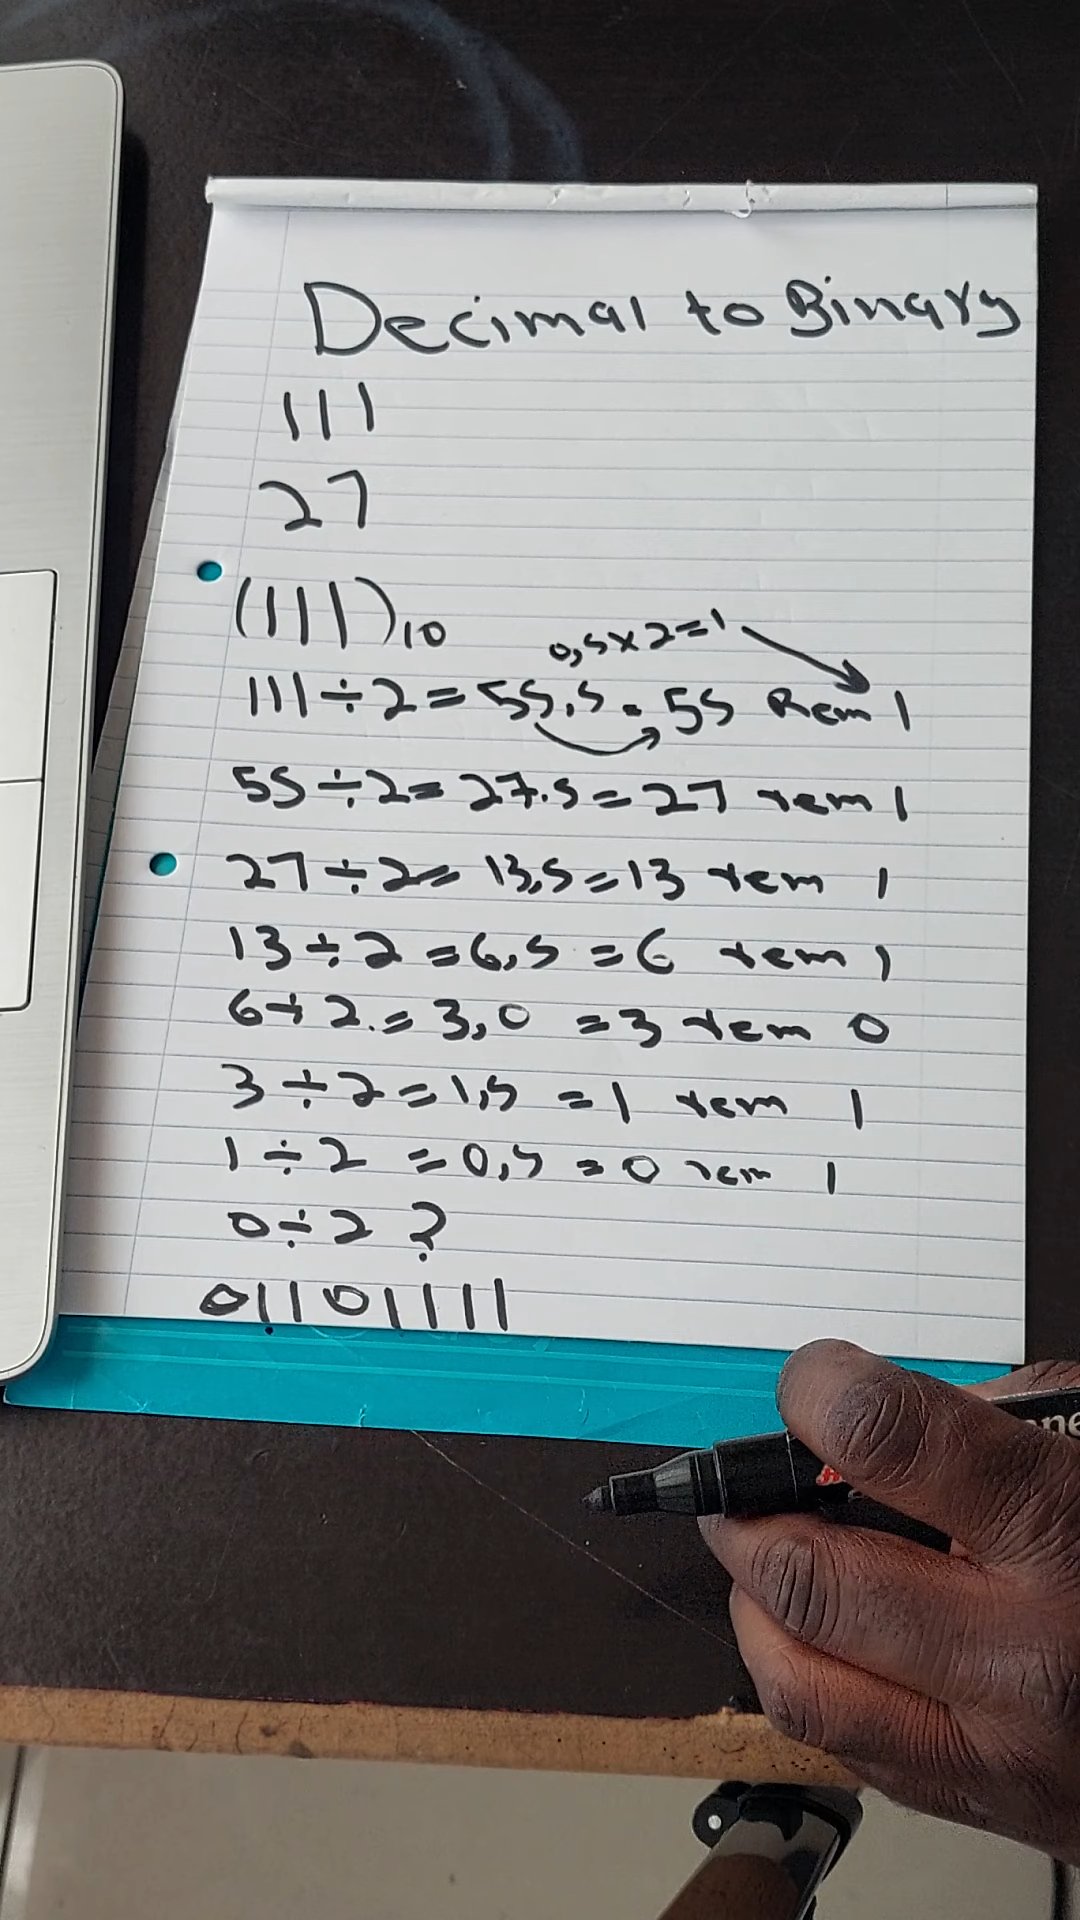 Decimal to Binary
111
27
(111)10
0,5x2=1
111÷2=55,5=55 Rem 1
55÷2=27.5=27 rem 1
27÷2=13,5=13 rem 1
13÷2=6,5=6 rem 1
6÷2.=3,0=3 rem 0
3÷2=1,5=1 rem 1
1÷2=0,5=0 rem 1
0÷2?
01101111